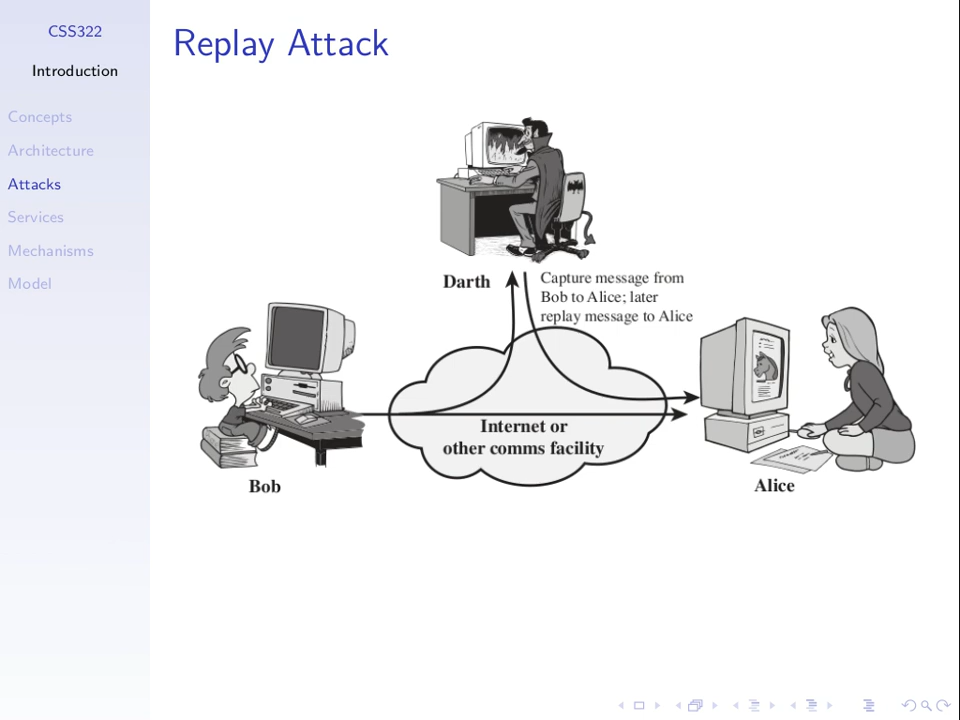 CSS322
Introduction
Concepts
Architecture
Attacks
Services
Mechanisms
Model
Replay Attack
Darth
Capture message from
Bob to Alice; later
replay message to Alice
Internet or
other comms facility
Bob
Alice